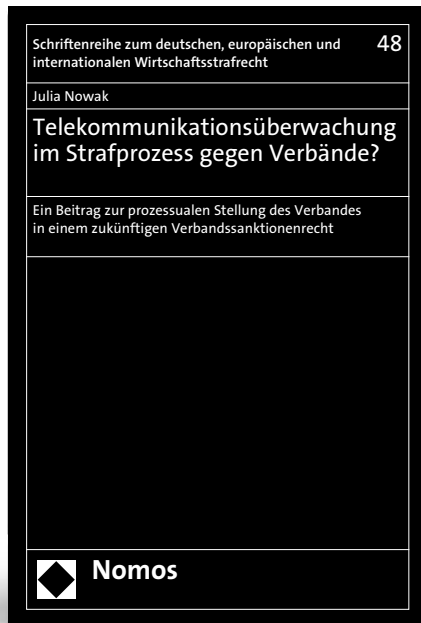 Schriftenreihe zum deutschen, europäischen und 48
internationalen Wirtschaftsstrafrecht
Julia Nowak
Telekommunikationsüberwachung
im Strafprozess gegen Verbände?
Ein Beitrag zur prozessualen Stellung des Verbandes
in einem zukünftigen Verbandssanktionenrecht
Nomos